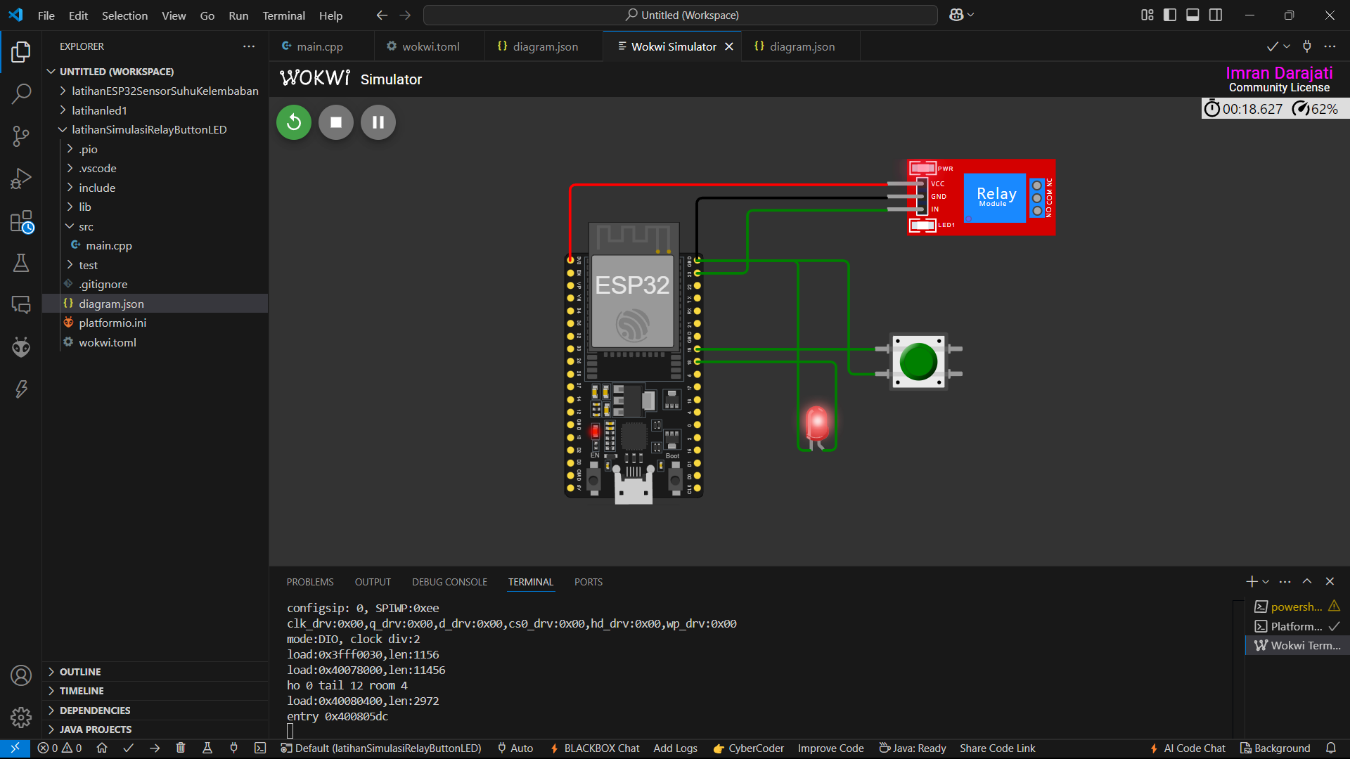 File Edit Selection View Go Run Terminal Help
Untitled (Workspace)
EXPLORER
main.cpp
wokwi.toml
diagram.json
Wokwi Simulator
diagram.json
UNTITLED (WORKSPACE)
latihanESP32SensorSuhuKelembaban
latihanled1
latihanSimulasiRelayButtonLED
.pio
.vscode
include
lib
src
main.cpp
test
.gitignore
diagram.json
platformio.ini
wokwi.toml
OUTLINE
TIMELINE
DEPENDENCIES
JAVA PROJECTS
WOKWI Simulator
Imran Darajati
Community License
00:18.627 62%
PWR
VCC
GND
IN
LED1
Relay
Module
NO COM NC
ESP32
EN
Boot
PROBLEMS OUTPUT DEBUG CONSOLE TERMINAL PORTS
configsip: 0, SPIWP:0xee
clk_drv:0x00,q_drv:0x00,d_drv:0x00,cs0_drv:0x00,hd_drv:0x00,wp_drv:0x00
mode:DIO, clock div:2
load:0x3fff0030,len:1156
load:0x40078000,len:11456
ho 0 tail 12 room 4
load:0x40080400,len:2972
entry 0x400805dc
powersh...
Platform...
Wokwi Term...
0 0 Default (latihanSimulasiRelayButtonLED) Auto BLACKBOX Chat Add Logs CyberCoder Improve Code Java: Ready Share Code Link AI Code Chat Background